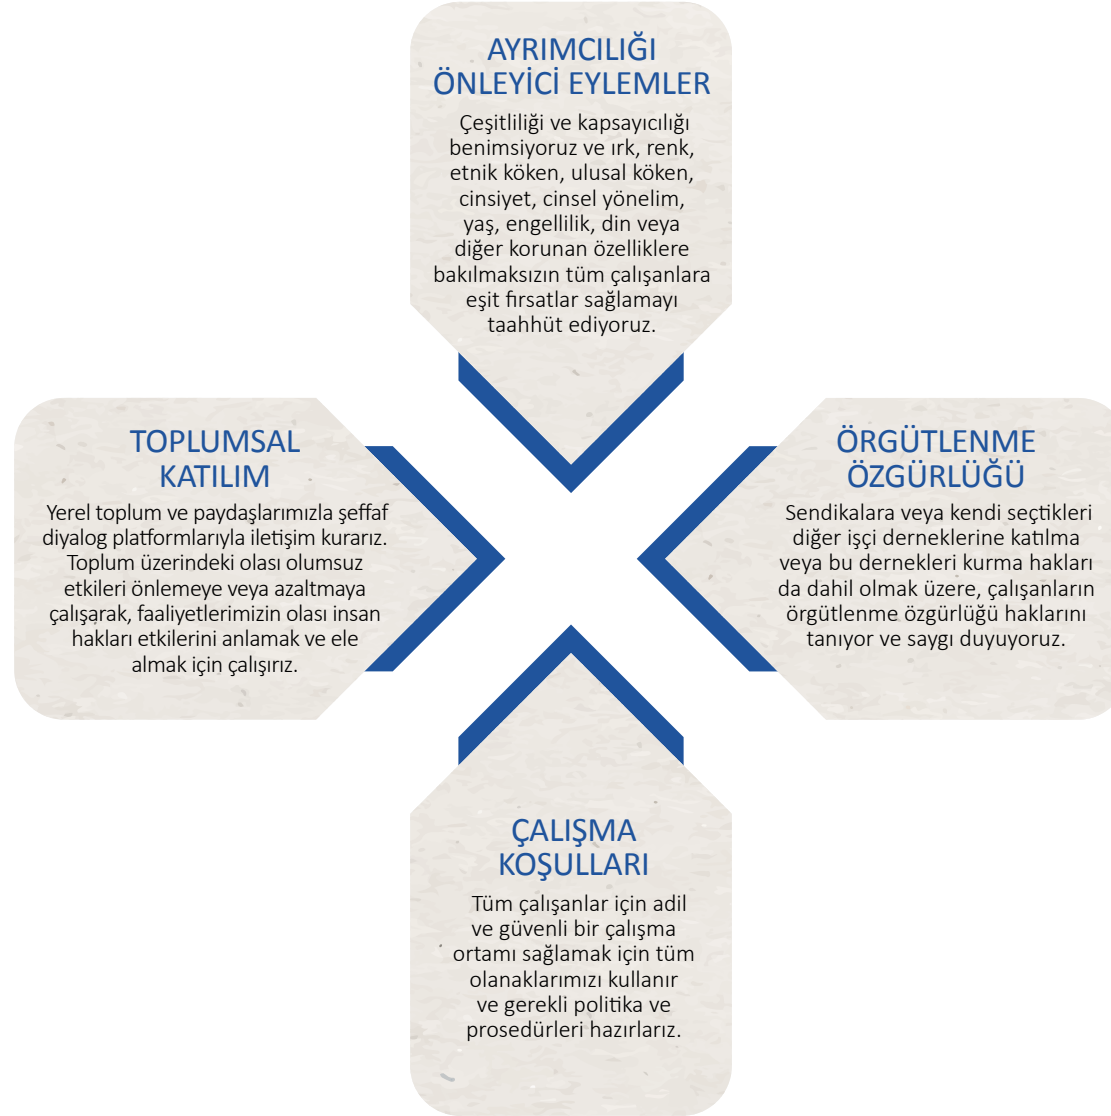 AYRIMCILIĞI
ÖNLEYİCİ EYLEMLER
Çeşitliliği ve kapsayıcılığı
benimsiyoruz ve ırk, renk,
etnik köken, ulusal köken,
cinsiyet, cinsel yönelim,
yaş, engellilik, din veya
diğer korunan özelliklere
bakılmaksızın tüm çalışanlara
eşit fırsatlar sağlamayı
taahhüt ediyoruz.
TOPLUMSAL
KATILIM
Yerel toplum ve paydaşlarımızla şeffaf
diyalog platformlarıyla iletişim kurarız.
Toplum üzerindeki olası olumsuz
etkileri önlemeye veya azaltmaya
çalışarak, faaliyetlerimizin olası insan
hakları etkilerini anlamak ve ele
almak için çalışırız.
ÖRGÜTLENME
ÖZGÜRLÜĞÜ
Sendikalara veya kendi seçtikleri
diğer işçi derneklerine katılma
veya bu dernekleri kurma hakları
da dahil olmak üzere, çalışanların
örgütlenme özgürlüğü haklarını
tanıyor ve saygı duyuyoruz.
ÇALIŞMA
KOŞULLARI
Tüm çalışanlar için adil
ve güvenli bir çalışma
ortamı sağlamak için tüm
olanaklarımızı kullanır
ve gerekli politika ve
prosedürleri hazırlarız.